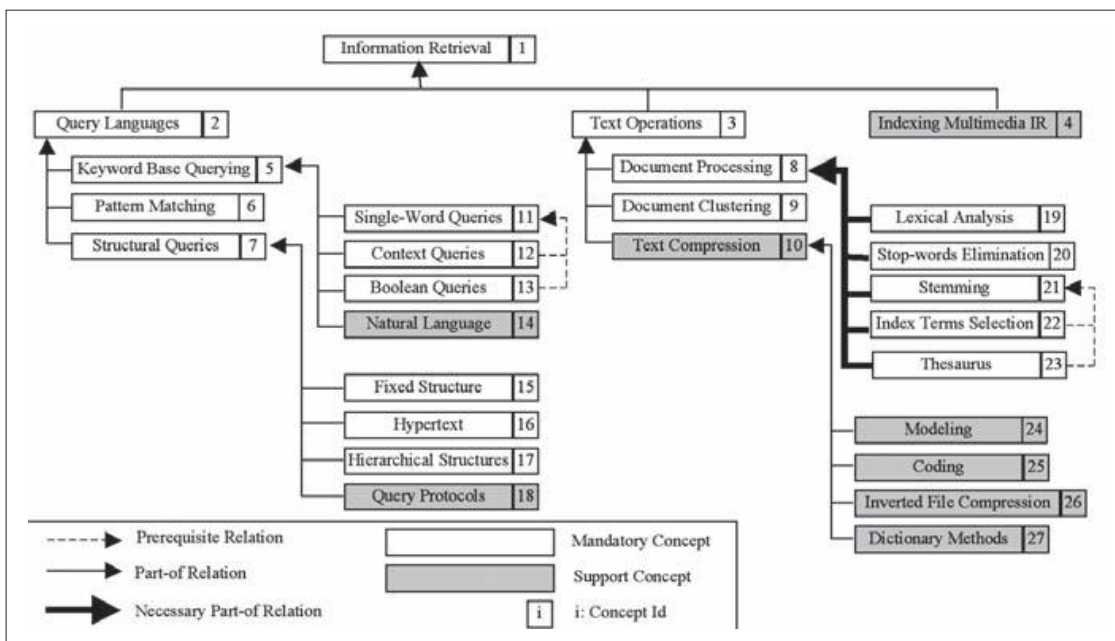 Information Retrieval 1
Query Languages 2
Text Operations 3
Indexing Multimedia IR 4
Keyword Base Querying 5
Pattern Matching 6
Structural Queries 7
Document Processing 8
Document Clustering 9
Text Compression 10
Single-Word Queries 11
Context Queries 12
Boolean Queries 13
Natural Language 14
Lexical Analysis 19
Stop-words Elimination 20
Stemming 21
Index Terms Selection 22
Thesaurus 23
Fixed Structure 15
Hypertext 16
Hierarchical Structures 17
Query Protocols 18
Modeling 24
Coding 25
Inverted File Compression 26
Dictionary Methods 27
Prerequisite Relation
Part-of Relation
Necessary Part-of Relation
Mandatory Concept
Support Concept
i i: Concept Id